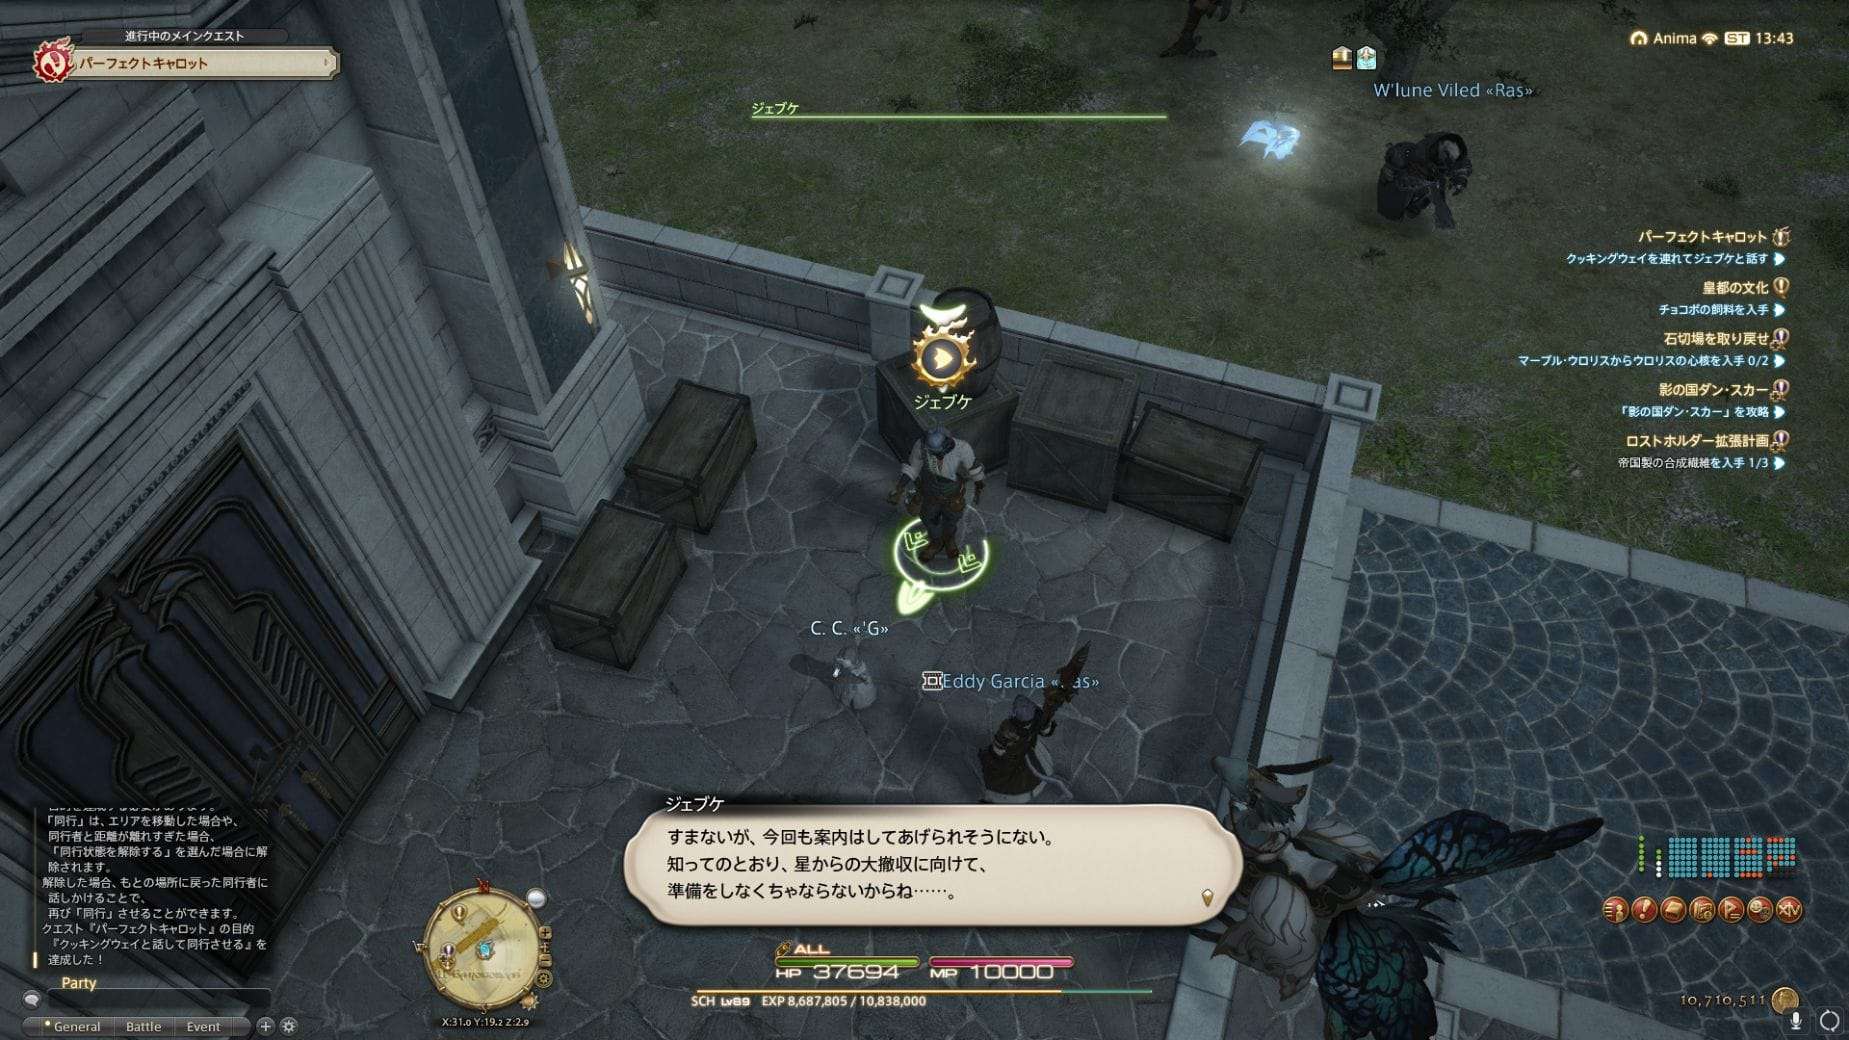 進行中のメインクエスト
パーフェクトキャロット
Anima ST 13:43
W'lune Viled «Ras»
ジェブケ
パーフェクトキャロット
クッキングウェイを連れてジェブケと話す
皇都の文化
チョコボの飼料を入手
石切場を取り戻せ
マーブル・ウロリスからウロリスの心核を入手 0/2
影の国ダン・スカー
「影の国ダン・スカー」を攻略
ロストホルダー拡張計画
帝国製の合成繊維を入手 1/3
ジェブケ
C. C. «'G»
Eddy Garcia
ジェブケ
すまないが、今回も案内はしてあげられそうにない。
知ってのとおり、星からの大撤収に向けて、
準備をしなくちゃならないからね……。
「同行」は、エリアを移動した場合や、
同行者と距離が離れすぎた場合、
「同行状態を解除する」を選んだ場合に解
除されます。
解除した場合、もとの場所に戻った同行者に
話しかけることで、
再び「同行」させることができます。
クエスト『パーフェクトキャロット』の目的
『クッキングウェイと話して同行させる』を
達成した！
Party
General Battle Event
N
X:31.0 Y:19.2 Z:2.9
ALL
HP 37694 MP 10000
SCH Lv89 EXP 8,687,805 / 10,838,000
XIV
10,710,511